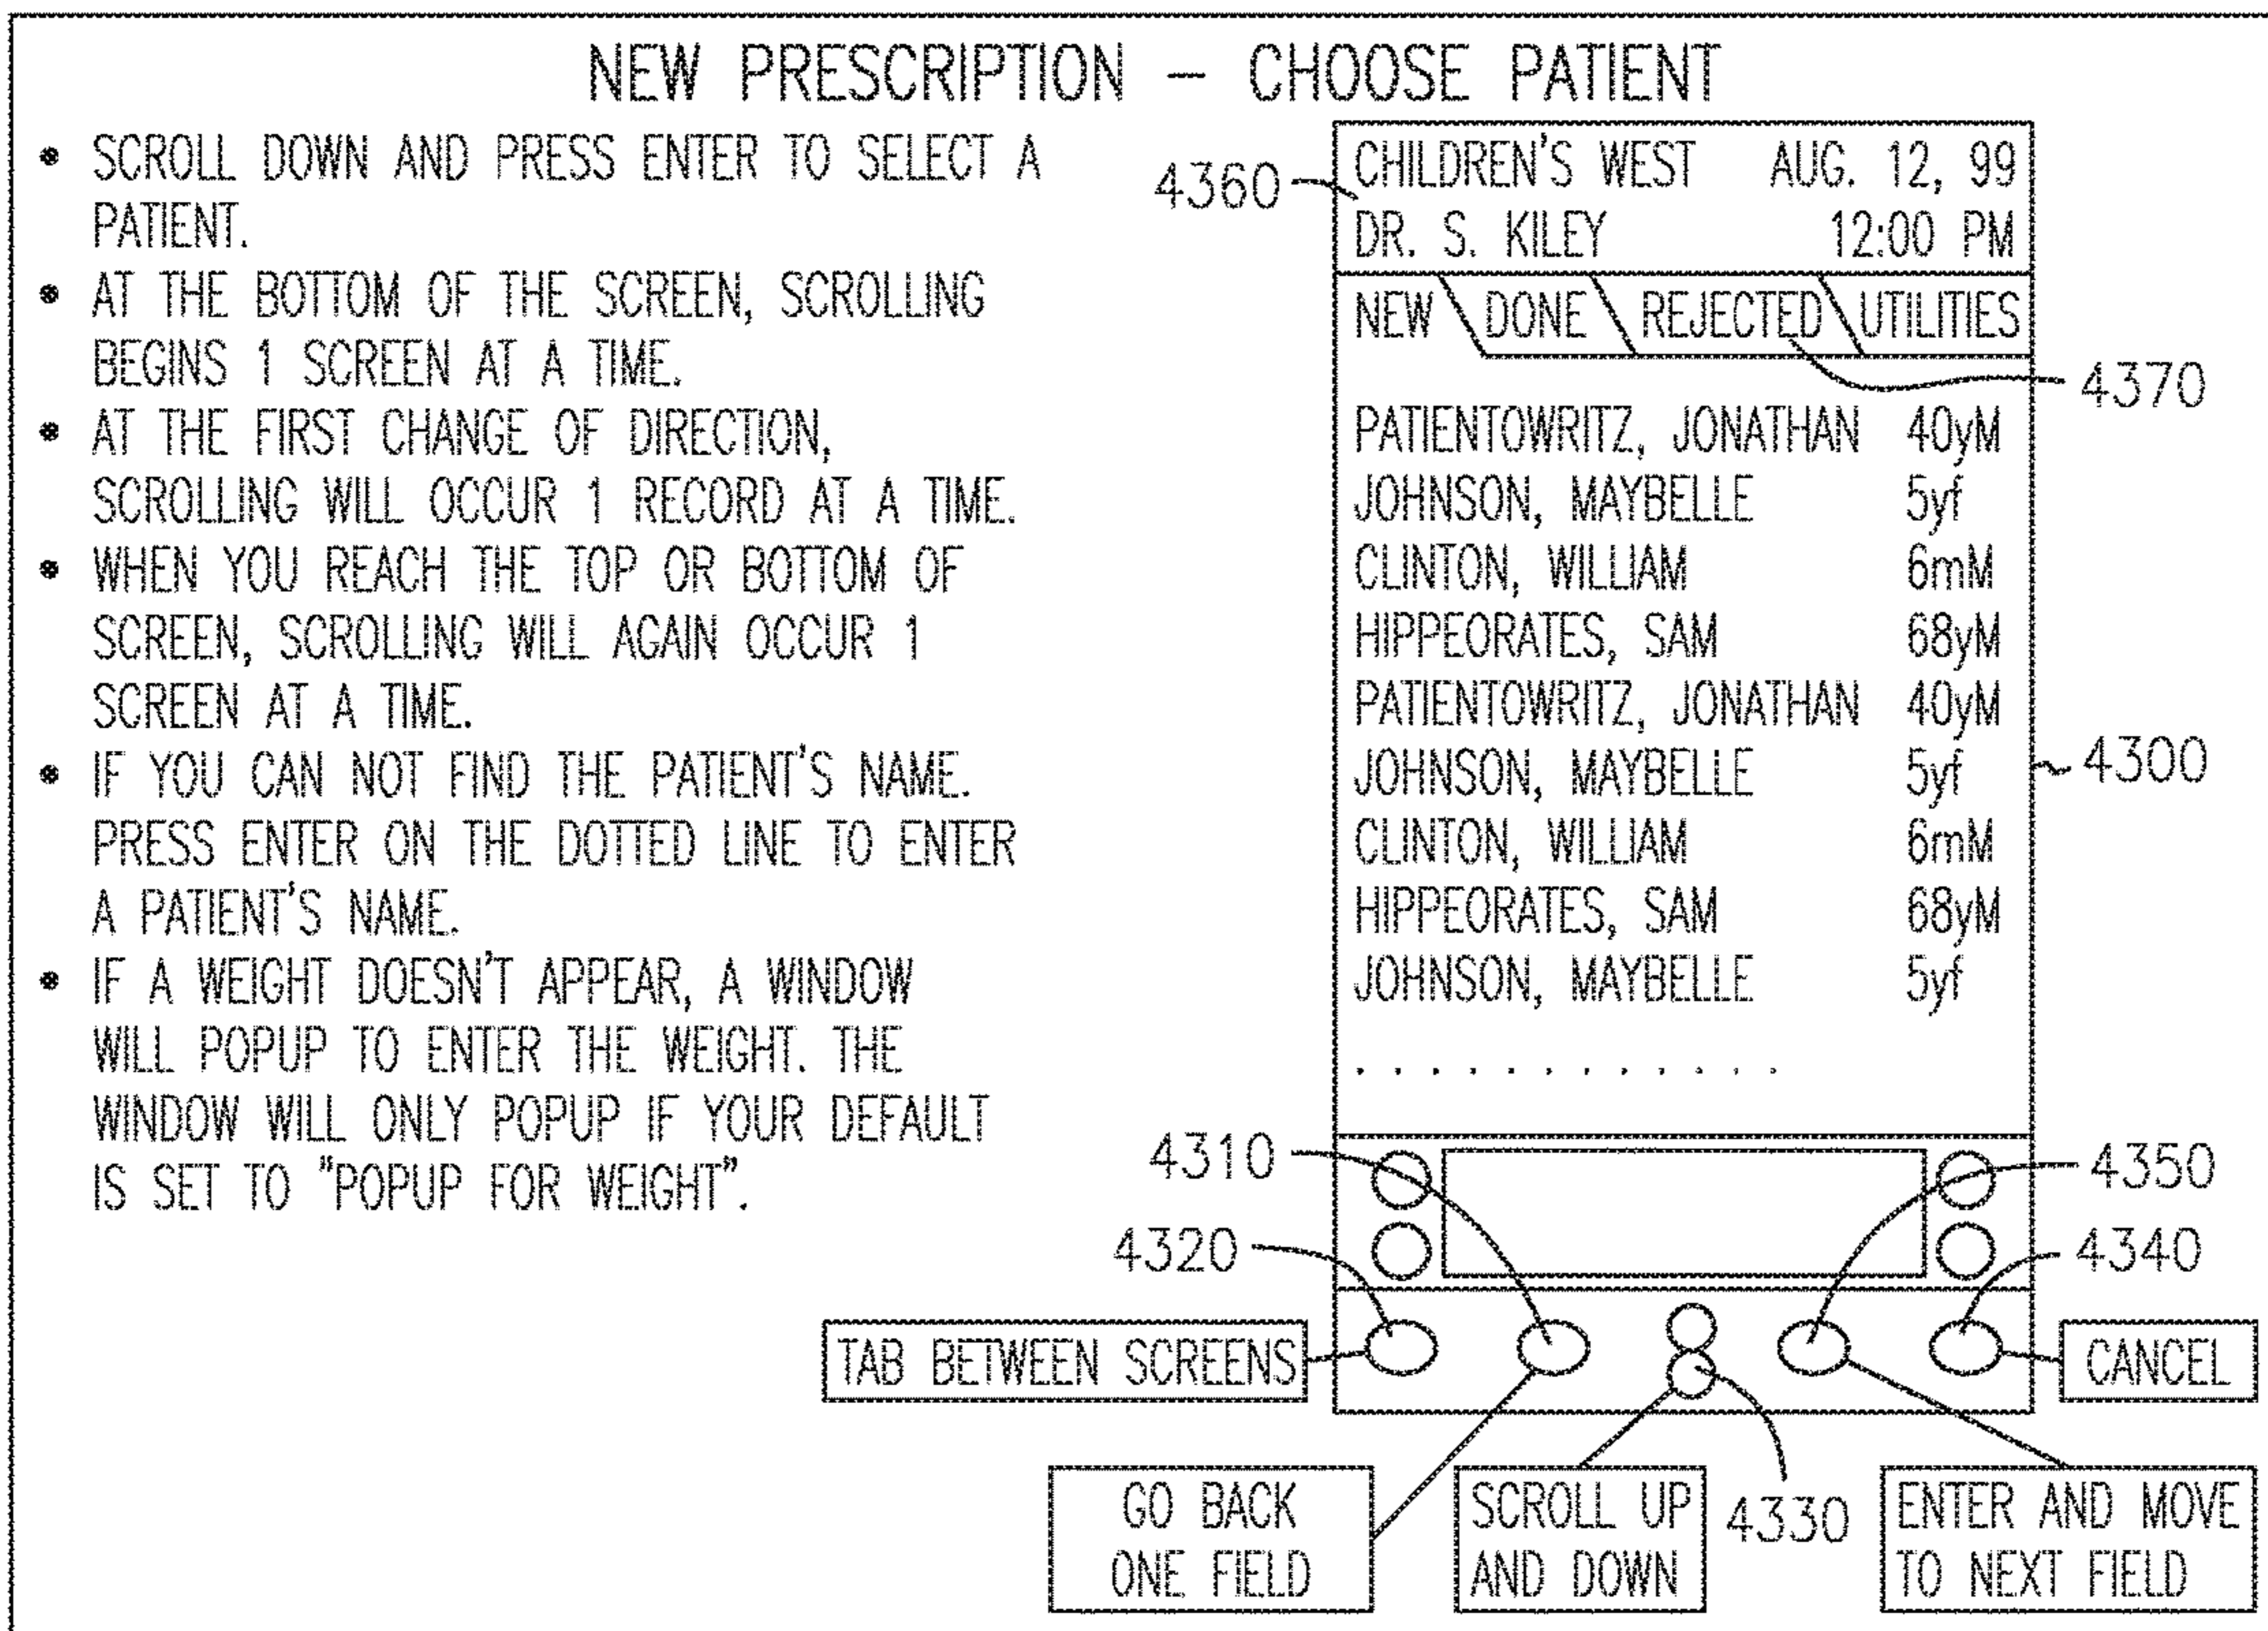 NEW PRESCRIPTION – CHOOSE PATIENT
• SCROLL DOWN AND PRESS ENTER TO SELECT A
PATIENT.
• AT THE BOTTOM OF THE SCREEN, SCROLLING
BEGINS 1 SCREEN AT A TIME.
• AT THE FIRST CHANGE OF DIRECTION,
SCROLLING WILL OCCUR 1 RECORD AT A TIME.
• WHEN YOU REACH THE TOP OR BOTTOM OF
SCREEN, SCROLLING WILL AGAIN OCCUR 1
SCREEN AT A TIME.
• IF YOU CAN NOT FIND THE PATIENT'S NAME.
PRESS ENTER ON THE DOTTED LINE TO ENTER
A PATIENT'S NAME.
• IF A WEIGHT DOESN'T APPEAR, A WINDOW
WILL POPUP TO ENTER THE WEIGHT. THE
WINDOW WILL ONLY POPUP IF YOUR DEFAULT
IS SET TO "POPUP FOR WEIGHT".
4360
CHILDREN'S WEST AUG. 12, 99
DR. S. KILEY 12:00 PM
NEW DONE REJECTED UTILITIES
4370
PATIENTOWRITZ, JONATHAN 40yM
JOHNSON, MAYBELLE 5yf
CLINTON, WILLIAM 6mM
HIPPEORATES, SAM 68yM
PATIENTOWRITZ, JONATHAN 40yM
JOHNSON, MAYBELLE 5yf
4300
CLINTON, WILLIAM 6mM
HIPPEORATES, SAM 68yM
JOHNSON, MAYBELLE 5yf
. . . . . . . . . . . .
4310
4350
4320
4340
TAB BETWEEN SCREENS
CANCEL
GO BACK
ONE FIELD
SCROLL UP
AND DOWN
4330
ENTER AND MOVE
TO NEXT FIELD